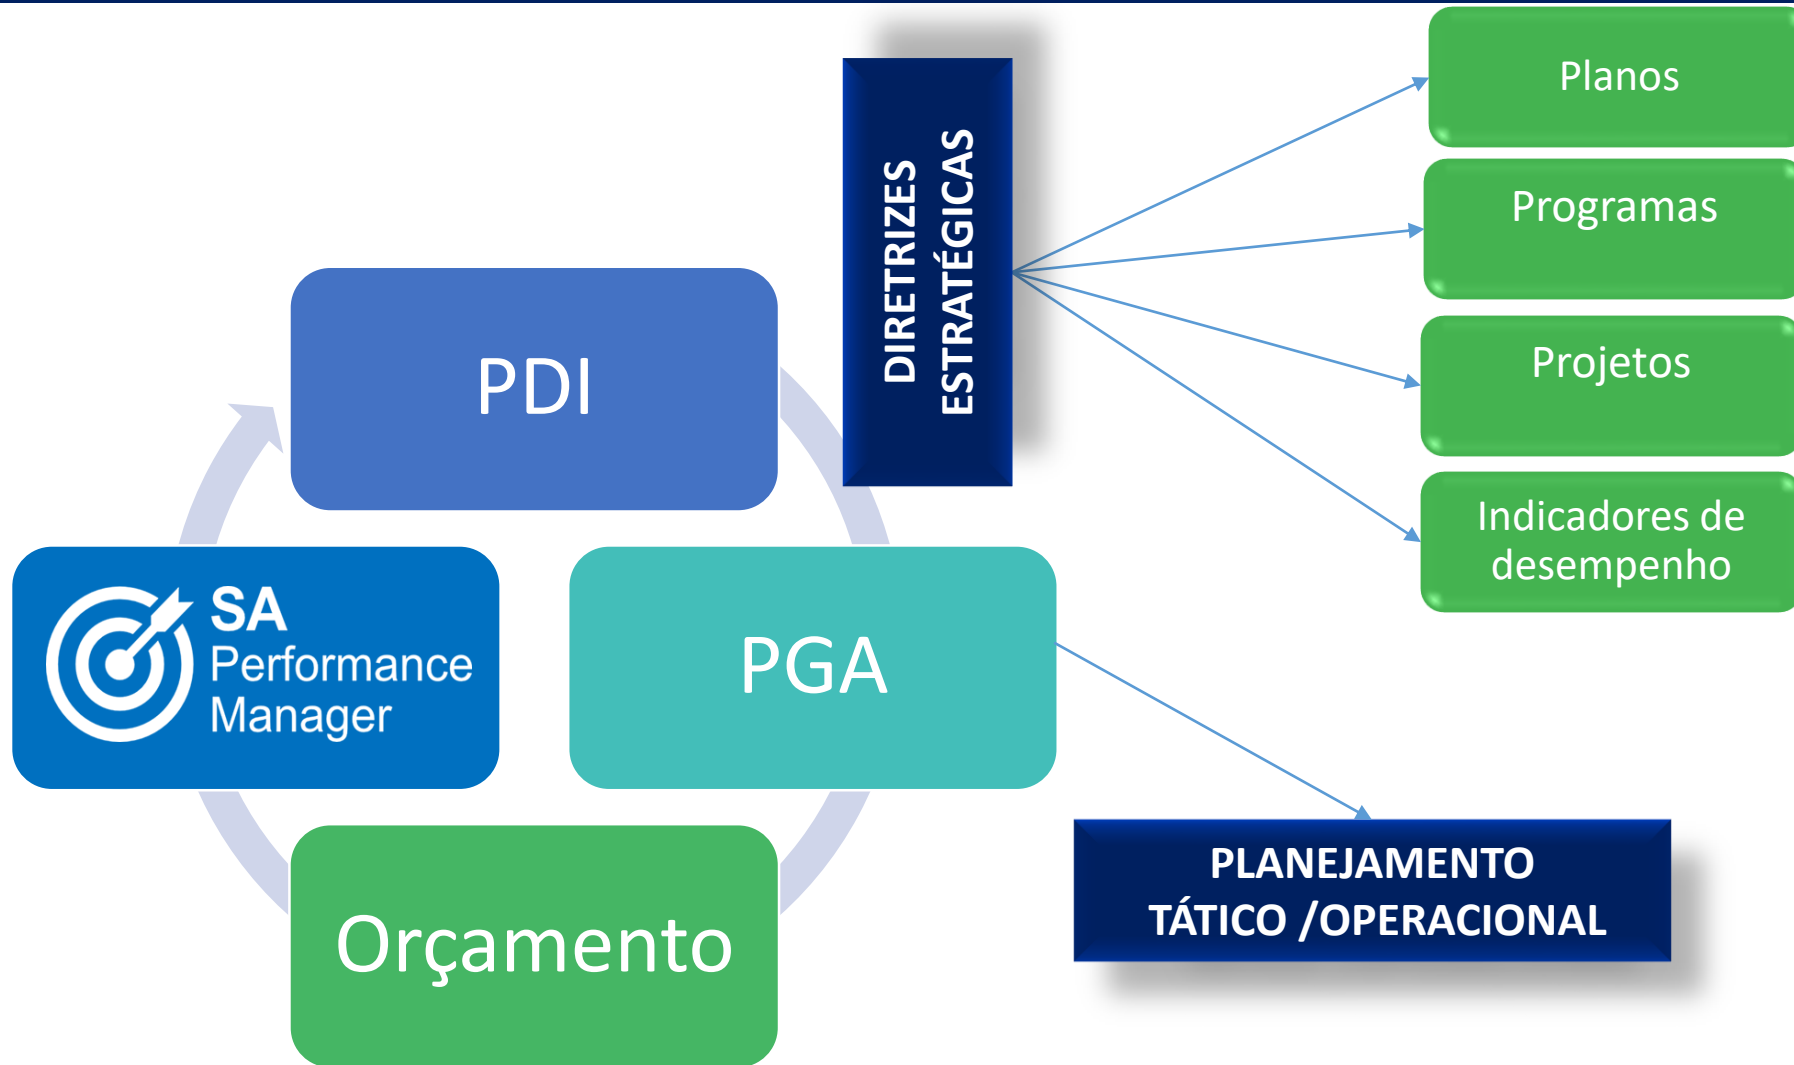 PDI
SA
Performance
Manager
PGA
Orçamento
DIRETRIZES
ESTRATÉGICAS
Planos
Programas
Projetos
Indicadores de
desempenho
PLANEJAMENTO
TÁTICO /OPERACIONAL